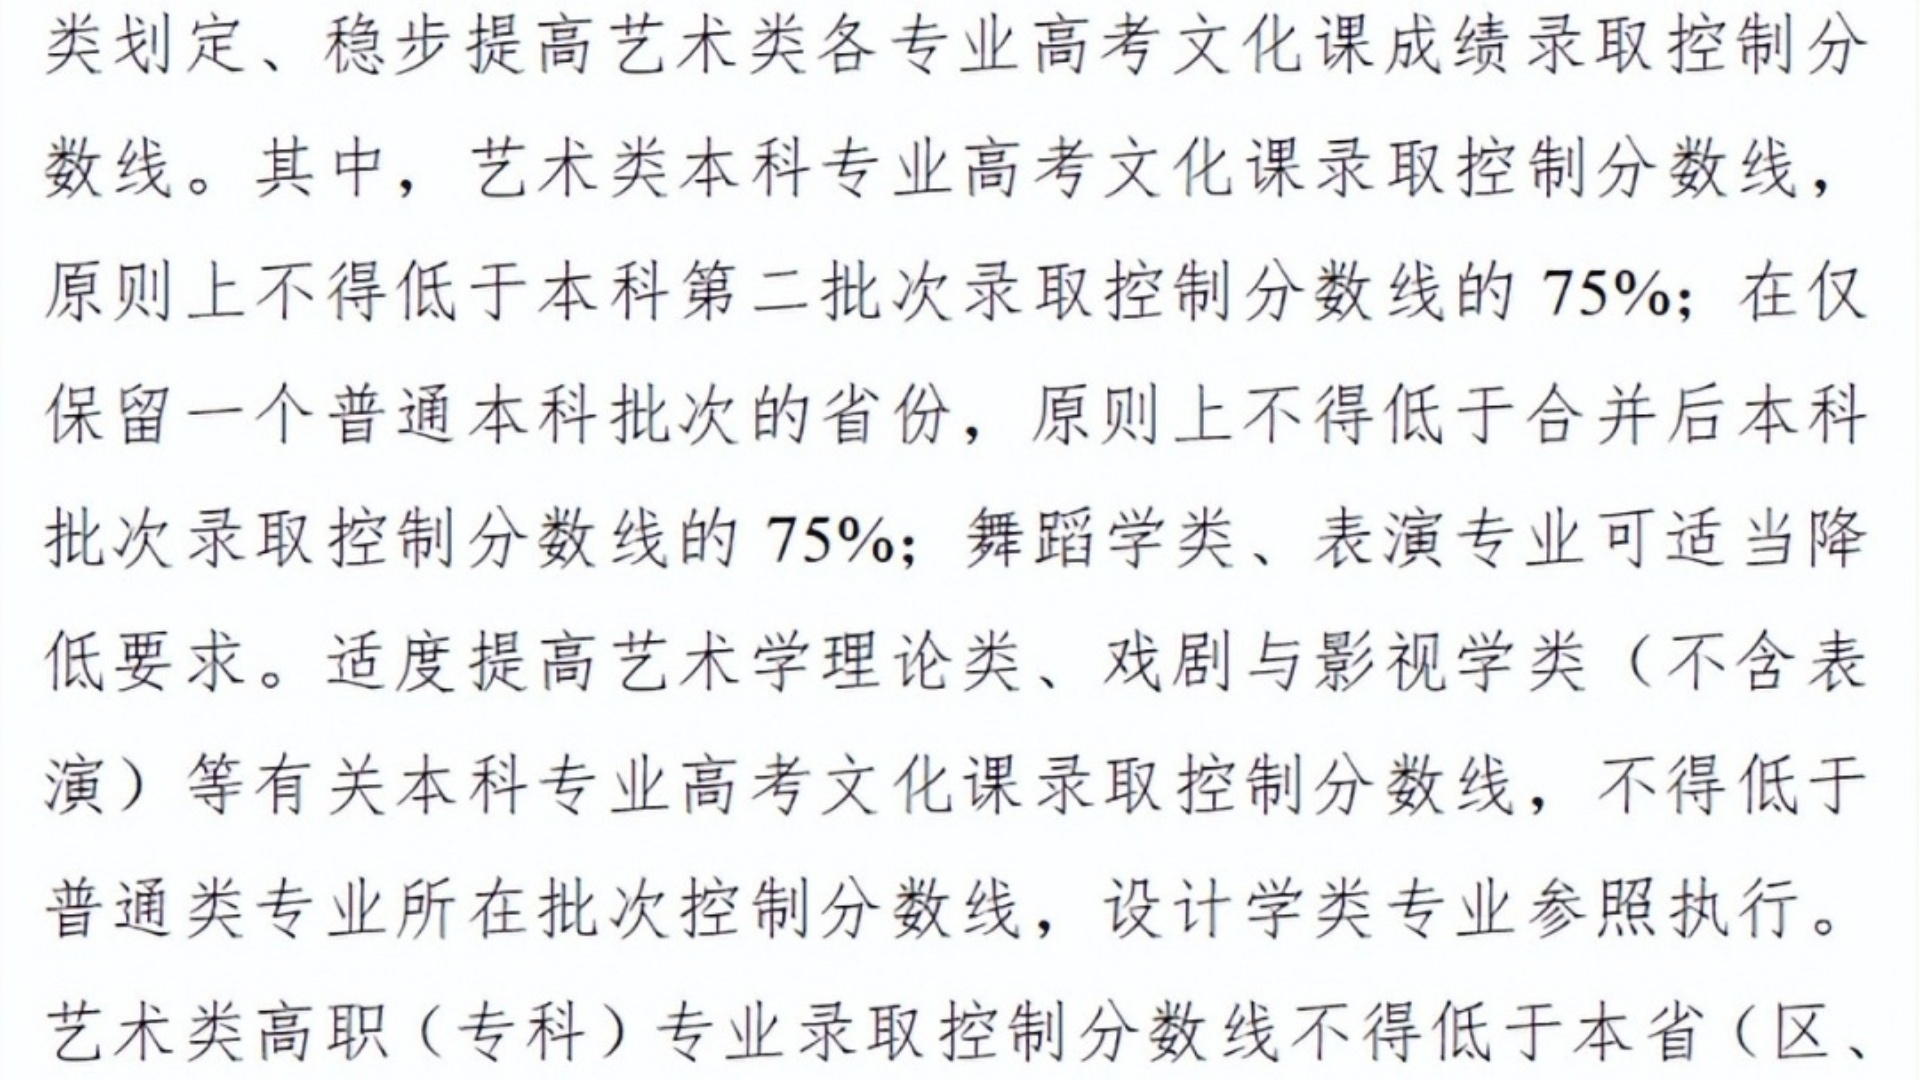 类划定、稳步提高艺术类各专业高考文化课成绩录取控制分
数线。其中，艺术类本科专业高考文化课录取控制分数线，
原则上不得低于本科第二批次录取控制分数线的 75%；在仅
保留一个普通本科批次的省份，原则上不得低于合并后本科
批次录取控制分数线的 75%；舞蹈学类、表演专业可适当降
低要求。适度提高艺术学理论类、戏剧与影视学类（不含表
演）等有关本科专业高考文化课录取控制分数线，不得低于
普通类专业所在批次控制分数线，设计学类专业参照执行。
艺术类高职（专科）专业录取控制分数线不得低于本省（区、